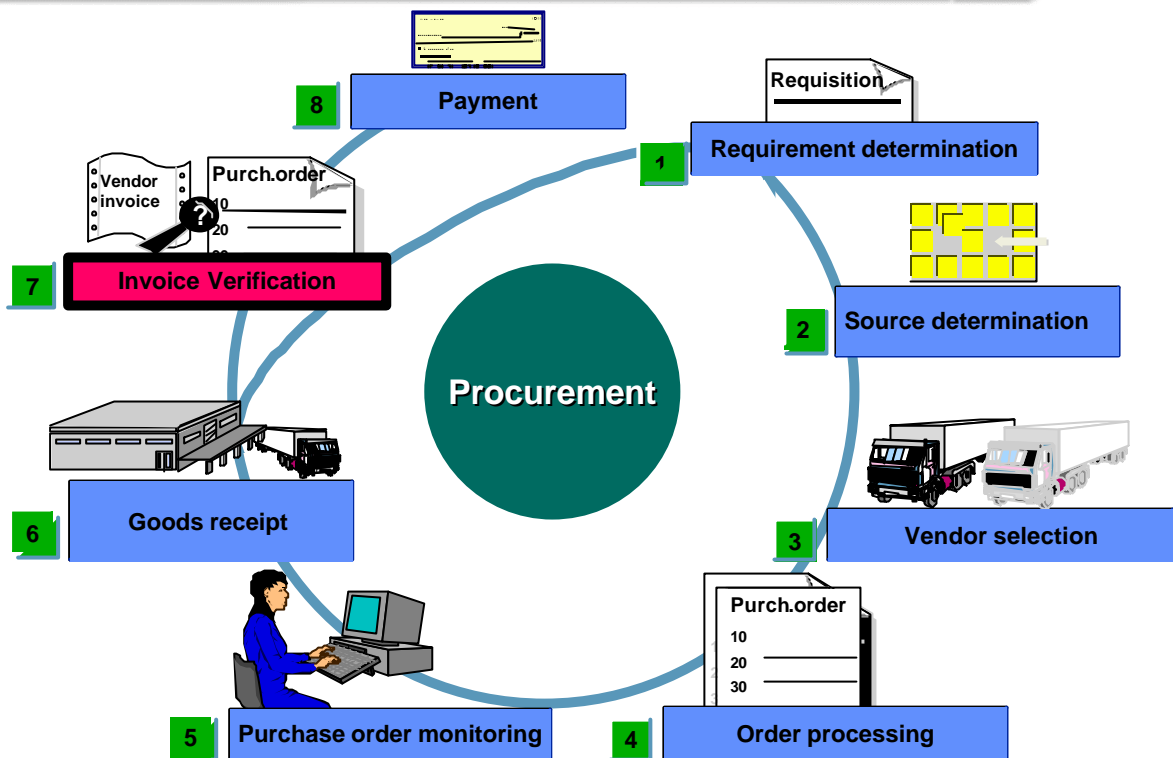 8
Payment
Requisition
1
Requirement determination
Vendor
invoice
?
Purch.order
10
20
7
Invoice Verification
2
Source determination
Procurement
6
Goods receipt
3
Vendor selection
Purch.order
10
20
30
5
Purchase order monitoring
4
Order processing